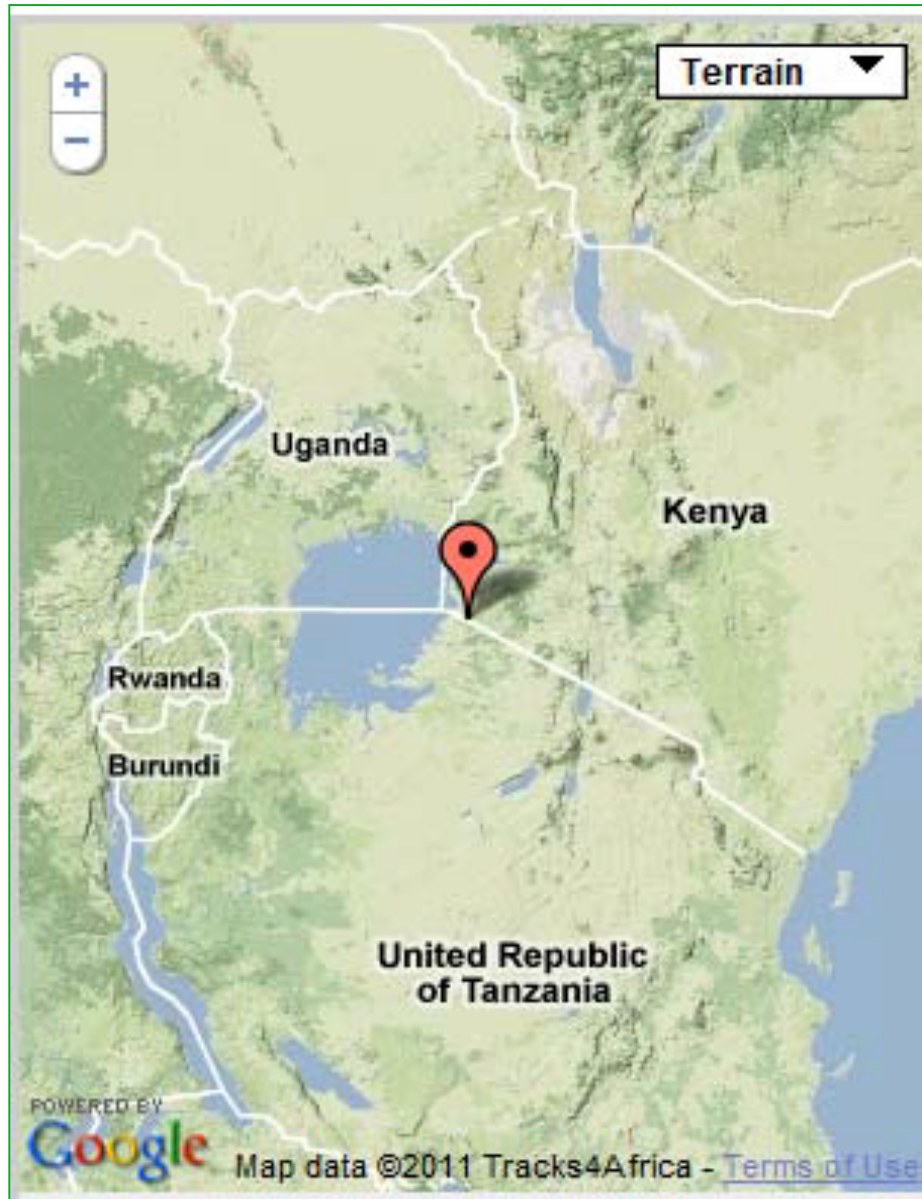 +
Terrain
−
Uganda
Kenya
Rwanda
Burundi
United Republic
of Tanzania
POWERED BY
Google
Map data ©2011 Tracks4Africa - Terms of Use